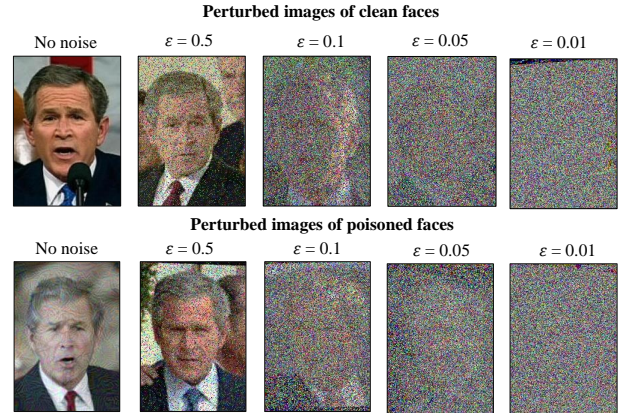 Perturbed images of clean faces
No noise ε = 0.5 ε = 0.1 ε = 0.05 ε = 0.01
Perturbed images of poisoned faces
No noise ε = 0.5 ε = 0.1 ε = 0.05 ε = 0.01